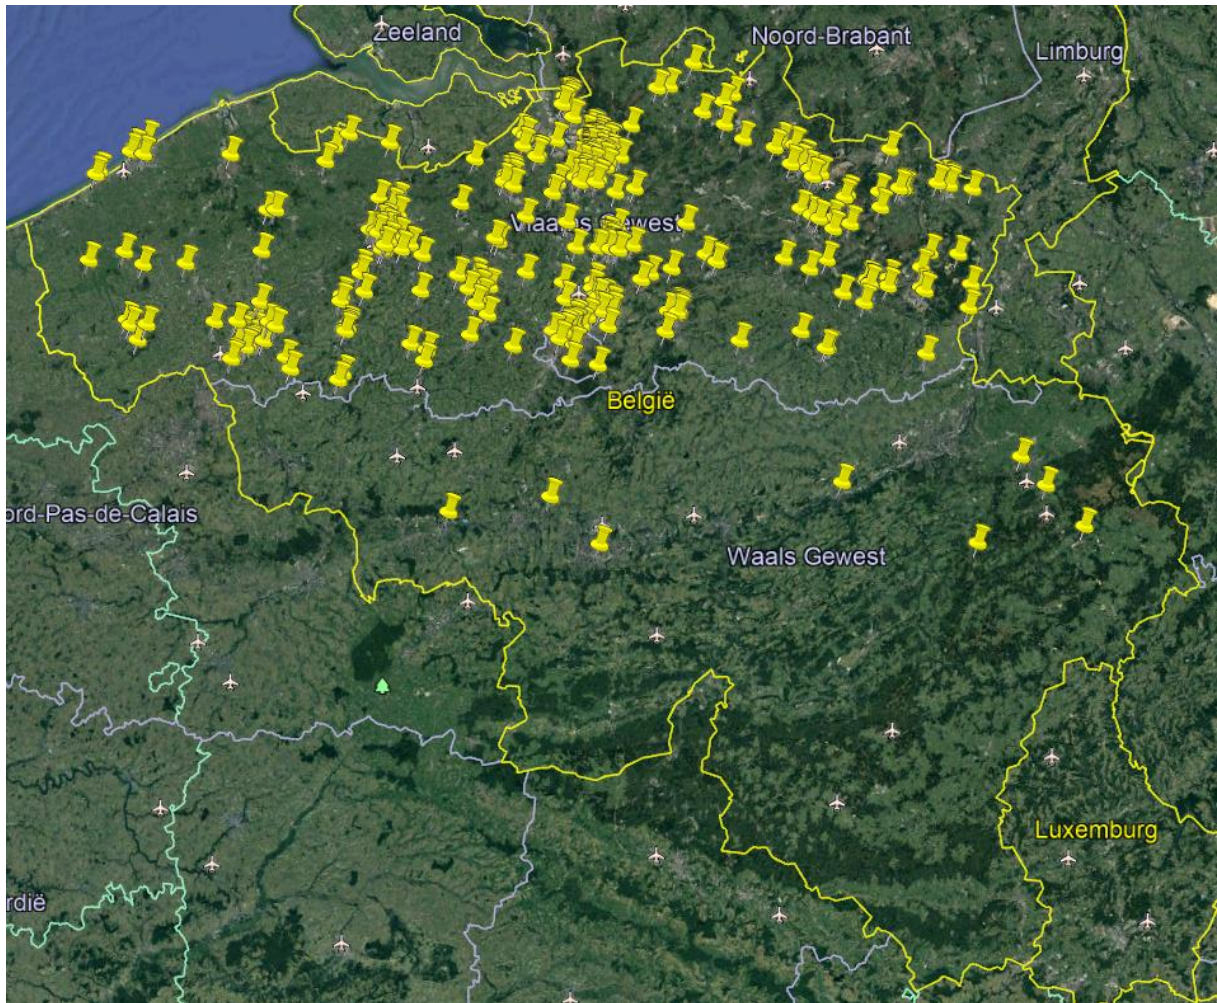 Zeeland
Noord-Brabant
Limburg
Vlaams Gewest
België
ord-Pas-de-Calais
Waals Gewest
Luxemburg
rdië